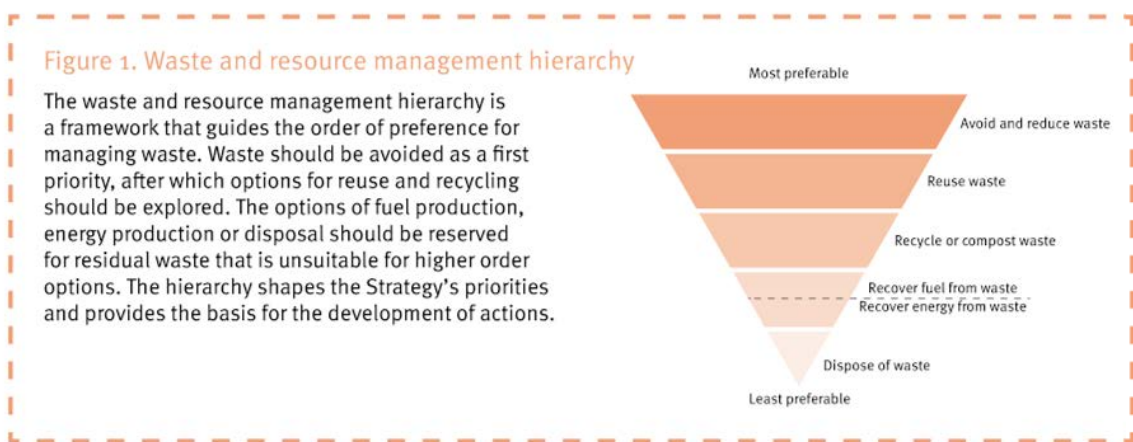 Figure 1. Waste and resource management hierarchy
The waste and resource management hierarchy is
a framework that guides the order of preference for
managing waste. Waste should be avoided as a first
priority, after which options for reuse and recycling
should be explored. The options of fuel production,
energy production or disposal should be reserved
for residual waste that is unsuitable for higher order
options. The hierarchy shapes the Strategy’s priorities
and provides the basis for the development of actions.
Most preferable
Avoid and reduce waste
Reuse waste
Recycle or compost waste
Recover fuel from waste
Recover energy from waste
Dispose of waste
Least preferable